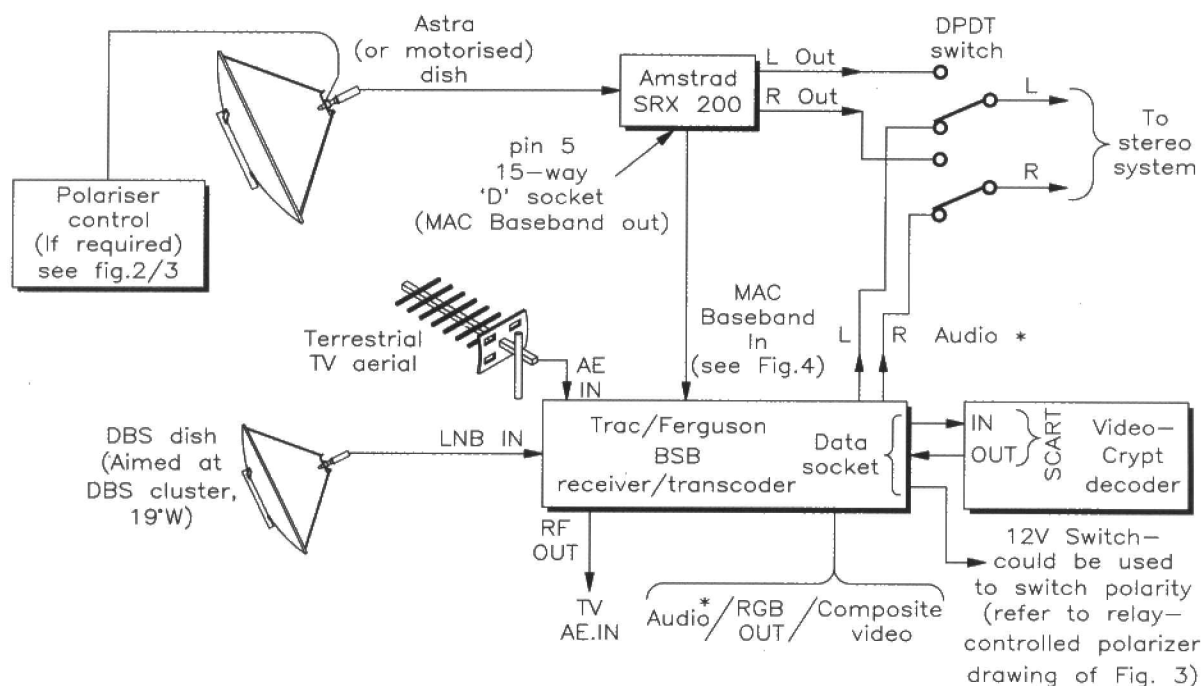 Astra
(or motorised)
dish
Amstrad
SRX 200
L Out
R Out
DPDT
switch
L
R
To
stereo
system
pin 5
15–way
‘D’ socket
(MAC Baseband out)
Polariser
control
(If required)
see fig.2/3
Terrestrial
TV aerial
AE
IN
MAC
Baseband
In
(see Fig.4)
L
R
Audio *
DBS dish
(Aimed at
DBS cluster,
19°W)
LNB IN
Trac/Ferguson
BSB
receiver/transcoder
Data
socket
IN
OUT
SCART
Video–
Crypt
decoder
RF
OUT
TV
AE.IN
Audio*/RGB OUT/Composite video
12V Switch–
could be used
to switch polarity
(refer to relay–
controlled polarizer
drawing of Fig. 3)